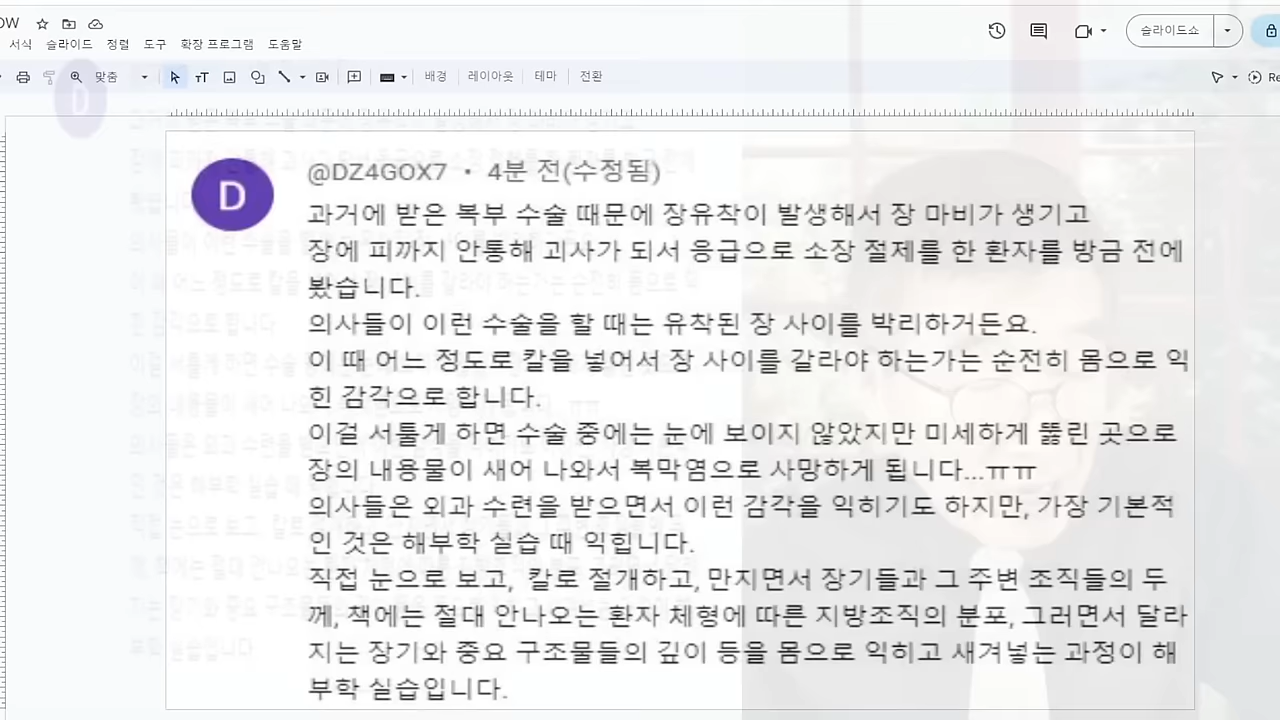 OW
서식 슬라이드 정렬 도구 확장 프로그램 도움말
슬라이드쇼
맞춤
배경 레이아웃 테마 전환
Re
D
@DZ4GOX7 • 4분 전(수정됨)
과거에 받은 복부 수술 때문에 장유착이 발생해서 장 마비가 생기고
장에 피까지 안통해 괴사가 되서 응급으로 소장 절제를 한 환자를 방금 전에
봤습니다.
의사들이 이런 수술을 할 때는 유착된 장 사이를 박리하거든요.
이 때 어느 정도로 칼을 넣어서 장 사이를 갈라야 하는가는 순전히 몸으로 익
힌 감각으로 합니다.
이걸 서툴게 하면 수술 중에는 눈에 보이지 않았지만 미세하게 뚫린 곳으로
장의 내용물이 새어 나와서 복막염으로 사망하게 됩니다...ㅠㅠ
의사들은 외과 수련을 받으면서 이런 감각을 익히기도 하지만, 가장 기본적
인 것은 해부학 실습 때 익힙니다.
직접 눈으로 보고, 칼로 절개하고, 만지면서 장기들과 그 주변 조직들의 두
께, 책에는 절대 안나오는 환자 체형에 따른 지방조직의 분포, 그러면서 달라
지는 장기와 중요 구조물들의 깊이 등을 몸으로 익히고 새겨넣는 과정이 해
부학 실습입니다.